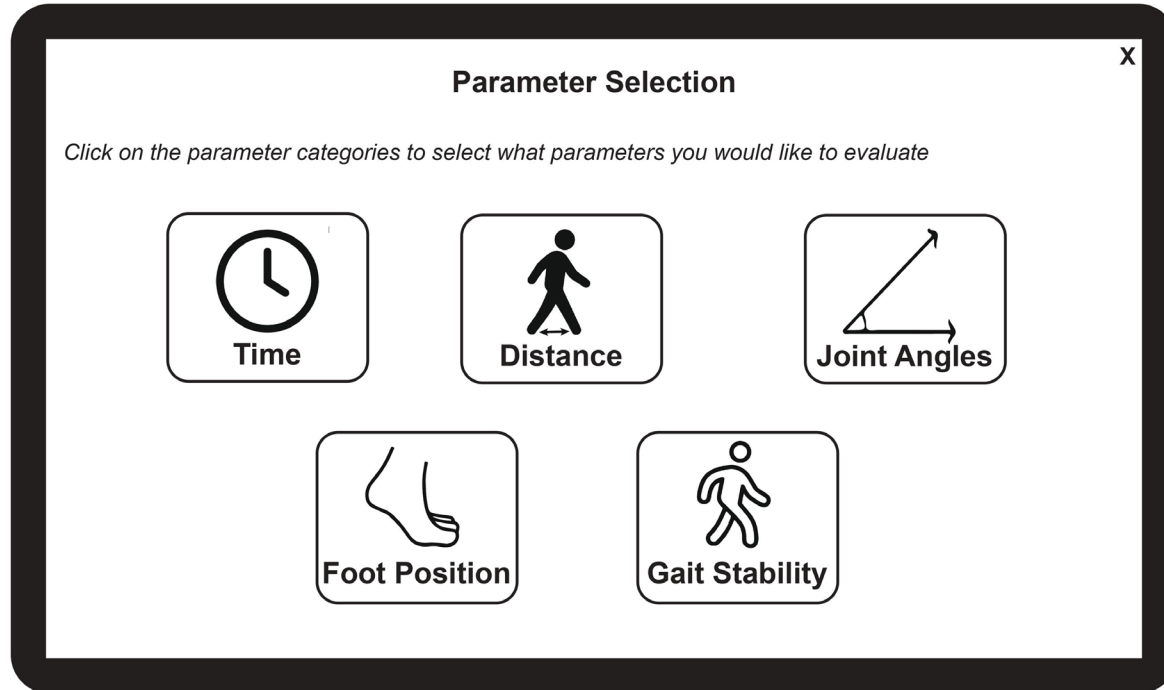 X
Parameter Selection
Click on the parameter categories to select what parameters you would like to evaluate
Time
Distance
Joint Angles
Foot Position
Gait Stability